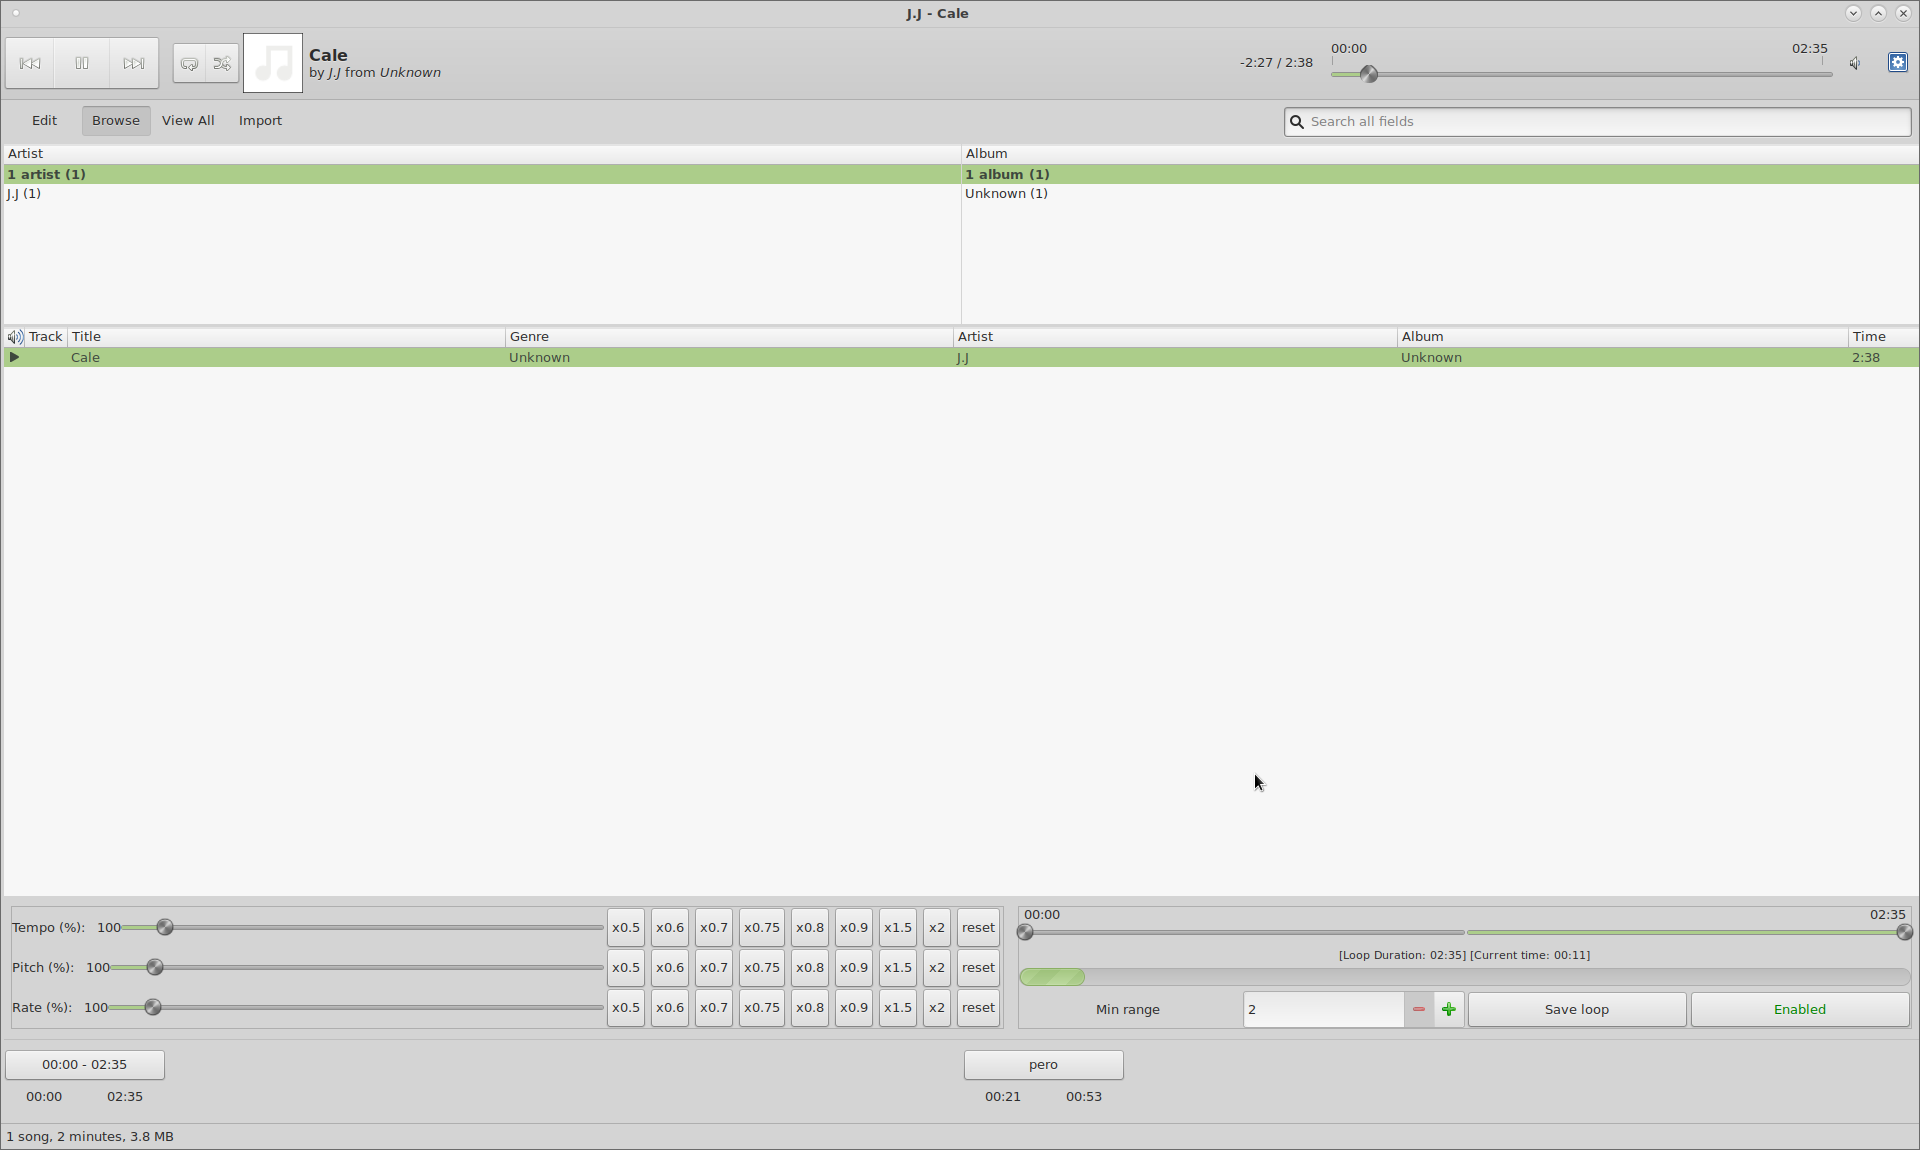 J.J - Cale
Cale
by J.J from Unknown
-2:27 / 2:38
00:00 02:35
Edit Browse View All Import
Search all fields
Artist Album
1 artist (1) 1 album (1)
J.J (1) Unknown (1)
Track Title Genre Artist Album Time
Cale Unknown J.J Unknown 2:38
Tempo (%): 100 x0.5 x0.6 x0.7 x0.75 x0.8 x0.9 x1.5 x2 reset
Pitch (%): 100 x0.5 x0.6 x0.7 x0.75 x0.8 x0.9 x1.5 x2 reset
Rate (%): 100 x0.5 x0.6 x0.7 x0.75 x0.8 x0.9 x1.5 x2 reset
00:00 02:35
[Loop Duration: 02:35] [Current time: 00:11]
Min range 2 Save loop Enabled
00:00 - 02:35 pero
00:00 02:35 00:21 00:53
1 song, 2 minutes, 3.8 MB